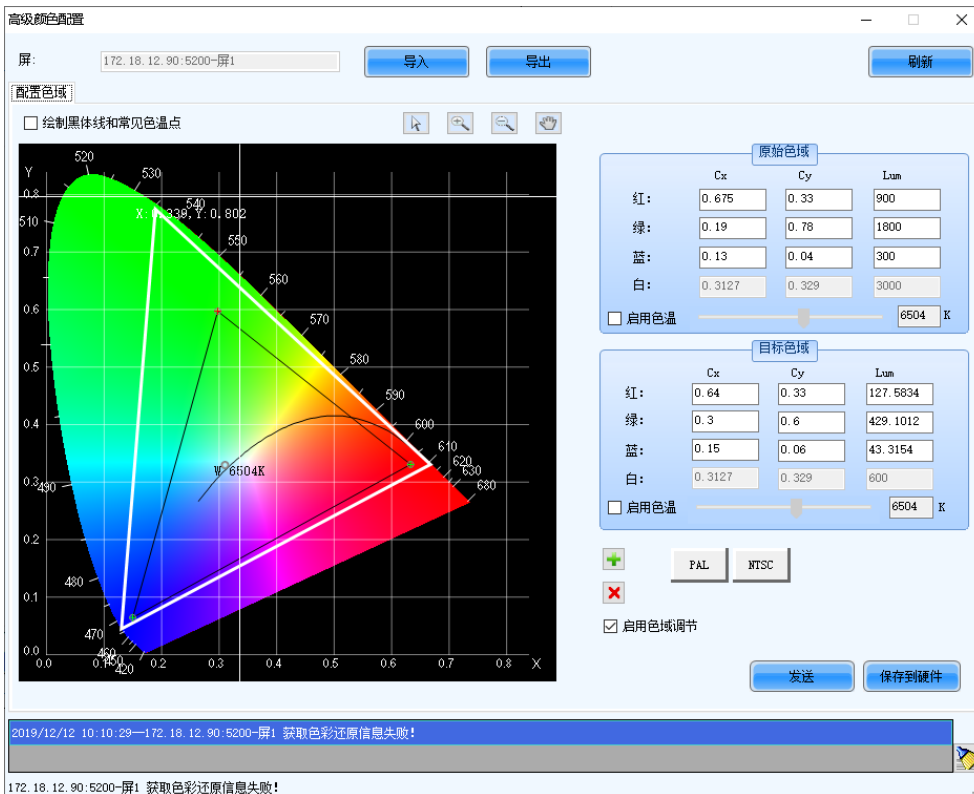 高级颜色配置
屏: 172.18.12.90:5200-屏1 导入 导出 刷新
配置色域
绘制黑体线和常见色温点
Y
520
530
540
510
550
560
570
580
590
600
610
620
630
680
490
480
470
460
450
420
X:0.339,Y:0.802
W 6504K
0.8
0.7
0.6
0.5
0.4
0.3
0.2
0.1
0.0
0.0 0.1 0.2 0.3 0.4 0.5 0.6 0.7 0.8 X
原始色域
Cx Cy Lum
红: 0.675 0.33 900
绿: 0.19 0.78 1800
蓝: 0.13 0.04 300
白: 0.3127 0.329 3000
启用色温 6504 K
目标色域
Cx Cy Lum
红: 0.64 0.33 127.5834
绿: 0.3 0.6 429.1012
蓝: 0.15 0.06 43.3154
白: 0.3127 0.329 600
启用色温 6504 K
PAL NTSC
启用色域调节
发送 保存到硬件
2019/12/12 10:10:29—172.18.12.90:5200-屏1 获取色彩还原信息失败!
172.18.12.90:5200-屏1 获取色彩还原信息失败!